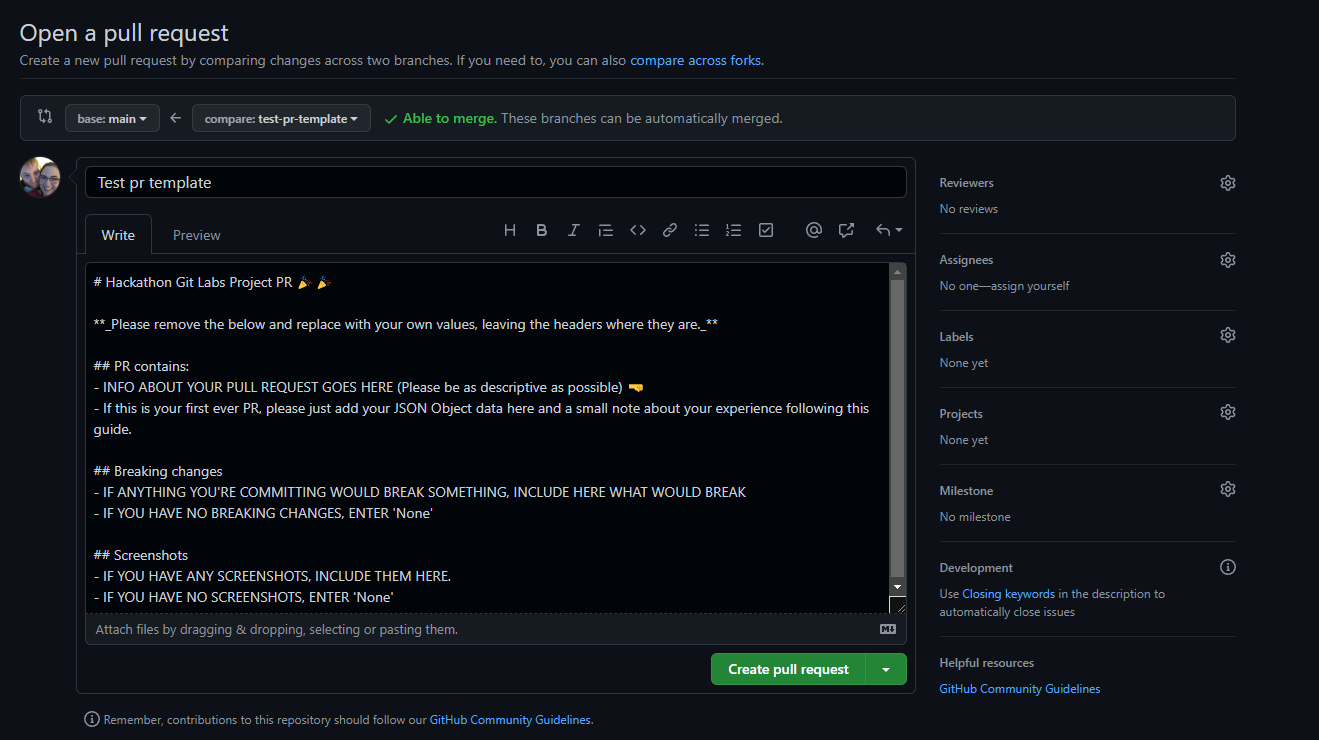 Open a pull request
Create a new pull request by comparing changes across two branches. If you need to, you can also compare across forks.
base: main
compare: test-pr-template
Able to merge. These branches can be automatically merged.
Test pr template
Write
Preview
# Hackathon Git Labs Project PR 🎉 🎉
**_Please remove the below and replace with your own values, leaving the headers where they are._**
## PR contains:
- INFO ABOUT YOUR PULL REQUEST GOES HERE (Please be as descriptive as possible) 🤜
- If this is your first ever PR, please just add your JSON Object data here and a small note about your experience following this
guide.
## Breaking changes
- IF ANYTHING YOU'RE COMMITTING WOULD BREAK SOMETHING, INCLUDE HERE WHAT WOULD BREAK
- IF YOU HAVE NO BREAKING CHANGES, ENTER 'None'
## Screenshots
- IF YOU HAVE ANY SCREENSHOTS, INCLUDE THEM HERE.
- IF YOU HAVE NO SCREENSHOTS, ENTER 'None'
Attach files by dragging & dropping, selecting or pasting them.
Create pull request
Remember, contributions to this repository should follow our GitHub Community Guidelines.
Reviewers
No reviews
Assignees
No one—assign yourself
Labels
None yet
Projects
None yet
Milestone
No milestone
Development
Use Closing keywords in the description to
automatically close issues
Helpful resources
GitHub Community Guidelines